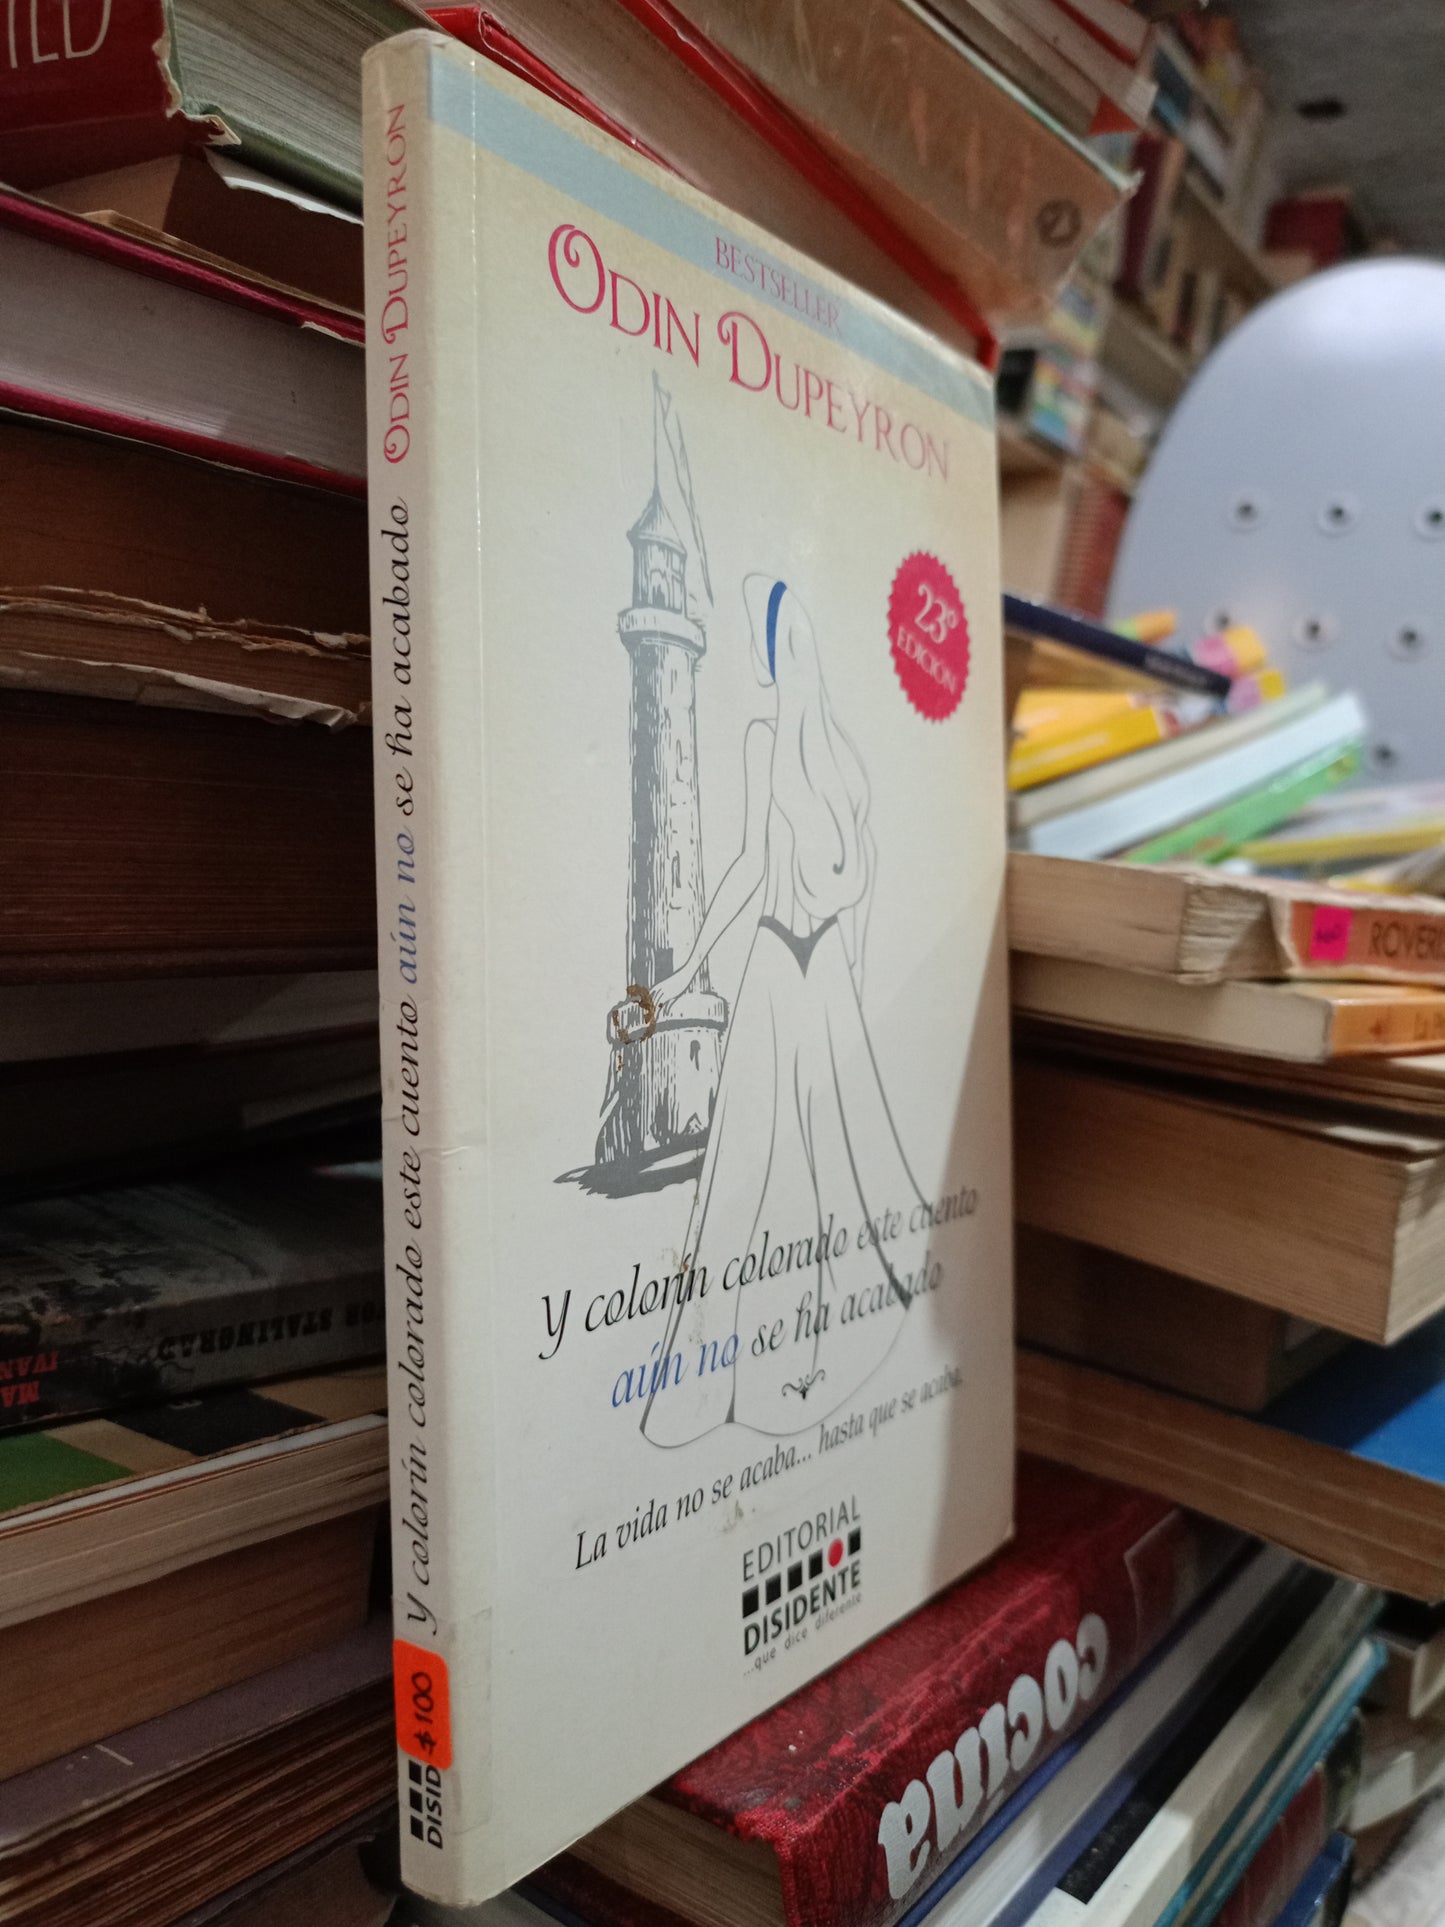 BESTSELLER
ODIN DUPEYRON
23ª
EDICIÓN
Y colorín colorado este cuento
aún no se ha acabado
La vida no se acaba... hasta que se acaba.
EDITORIAL
DISIDENTE
...que dice diferente
ODIN DUPEYRON
Y colorín colorado este cuento aún no se ha acabado
$100
DISID
cocina
STALINGRAD
IVAN
ROVER